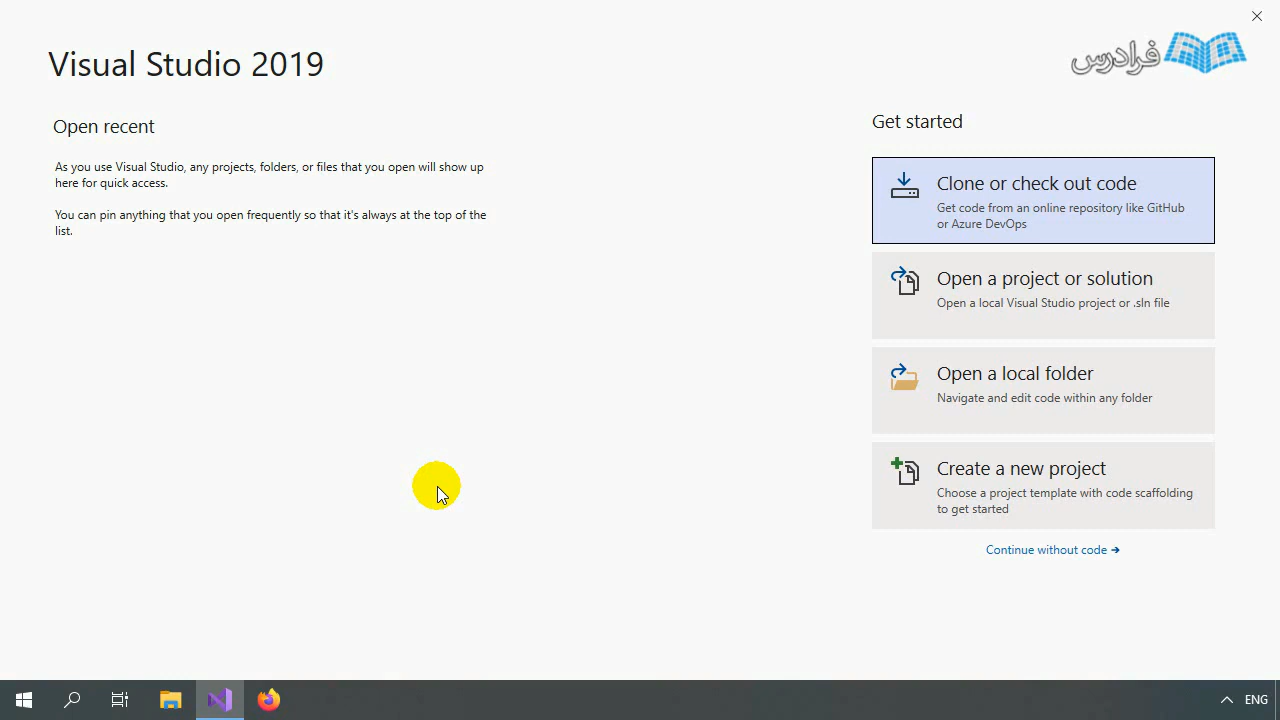 فرادرس
Visual Studio 2019
Open recent
As you use Visual Studio, any projects, folders, or files that you open will show up
here for quick access.
You can pin anything that you open frequently so that it's always at the top of the
list.
Get started
Clone or check out code
Get code from an online repository like GitHub
or Azure DevOps
Open a project or solution
Open a local Visual Studio project or .sln file
Open a local folder
Navigate and edit code within any folder
Create a new project
Choose a project template with code scaffolding
to get started
Continue without code →
ENG